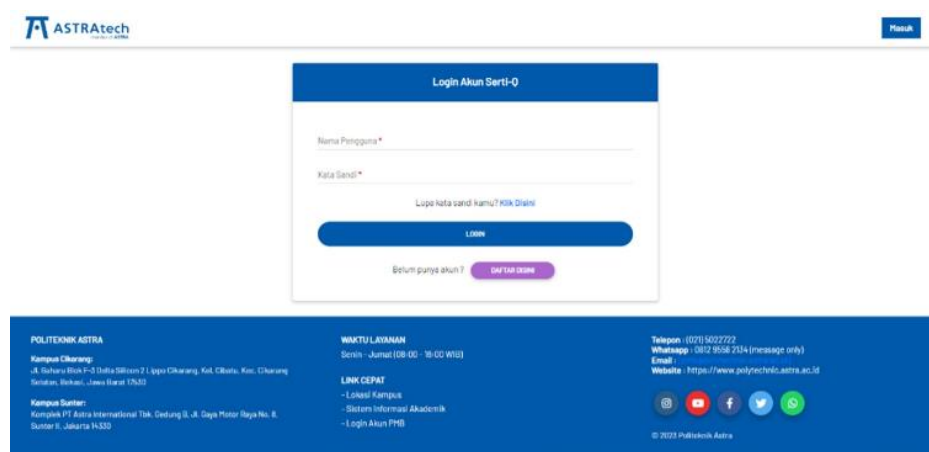 ASTRAtech
Masuk
Login Akun Serti-Q
Nama Pengguna *
Kata Sandi *
Lupa kata sandi kamu? Klik Disini
LOGIN
Belum punya akun ?
DAFTAR DISINI
POLITEKNIK ASTRA
Kampus Cikarang:
Jl. Gaharu Blok F-3 Delta Silicon 2 Lippo Cikarang, Kel. Cibatu, Kec. Cikarang
Selatan, Bekasi, Jawa Barat 17530
Kampus Sunter:
Komplek PT Astra International Tbk. Gedung B, Jl. Gaya Motor Raya No. 8,
Sunter II, Jakarta 14330
WAKTU LAYANAN
Senin - Jumat (08:00 - 16:00 WIB)
LINK CEPAT
- Lokasi Kampus
- Sistem Informasi Akademik
- Login Akun PMB
Telepon : (021) 5022722
Whatsapp : 0812 9556 2134 (message only)
Email :
Website : https://www.polytechnic.astra.ac.id
© 2023 Politeknik Astra